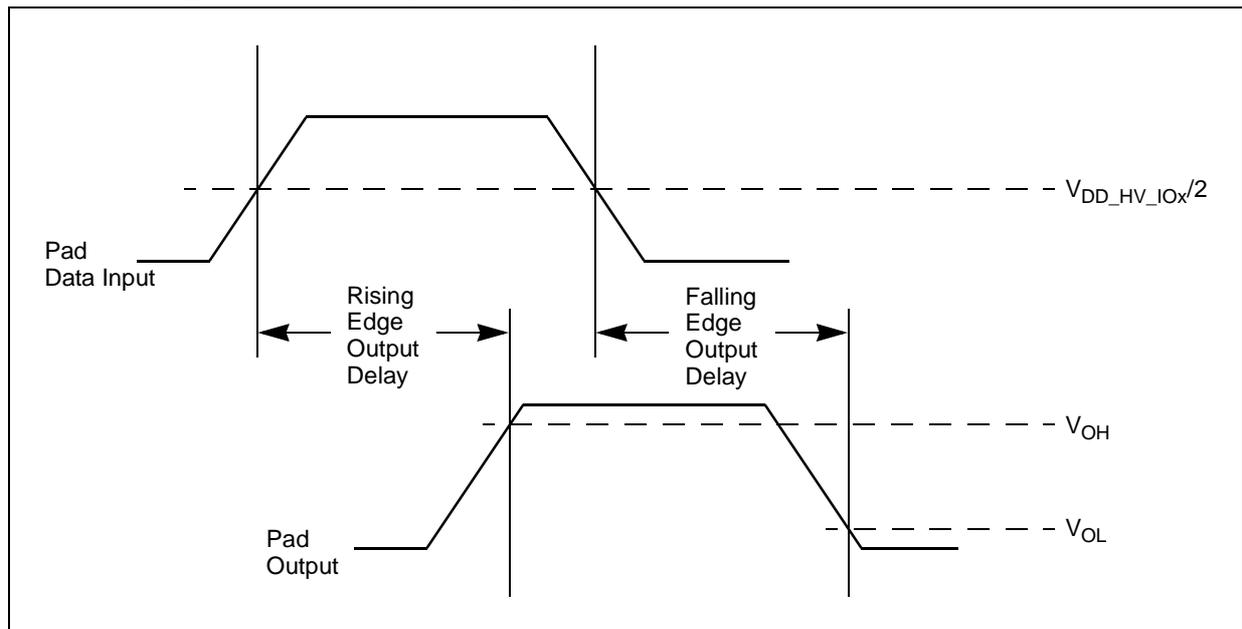 V_DD_HV_IOx/2
Pad
Data Input
Rising
Edge
Output
Delay
Falling
Edge
Output
Delay
V_OH
V_OL
Pad
Output